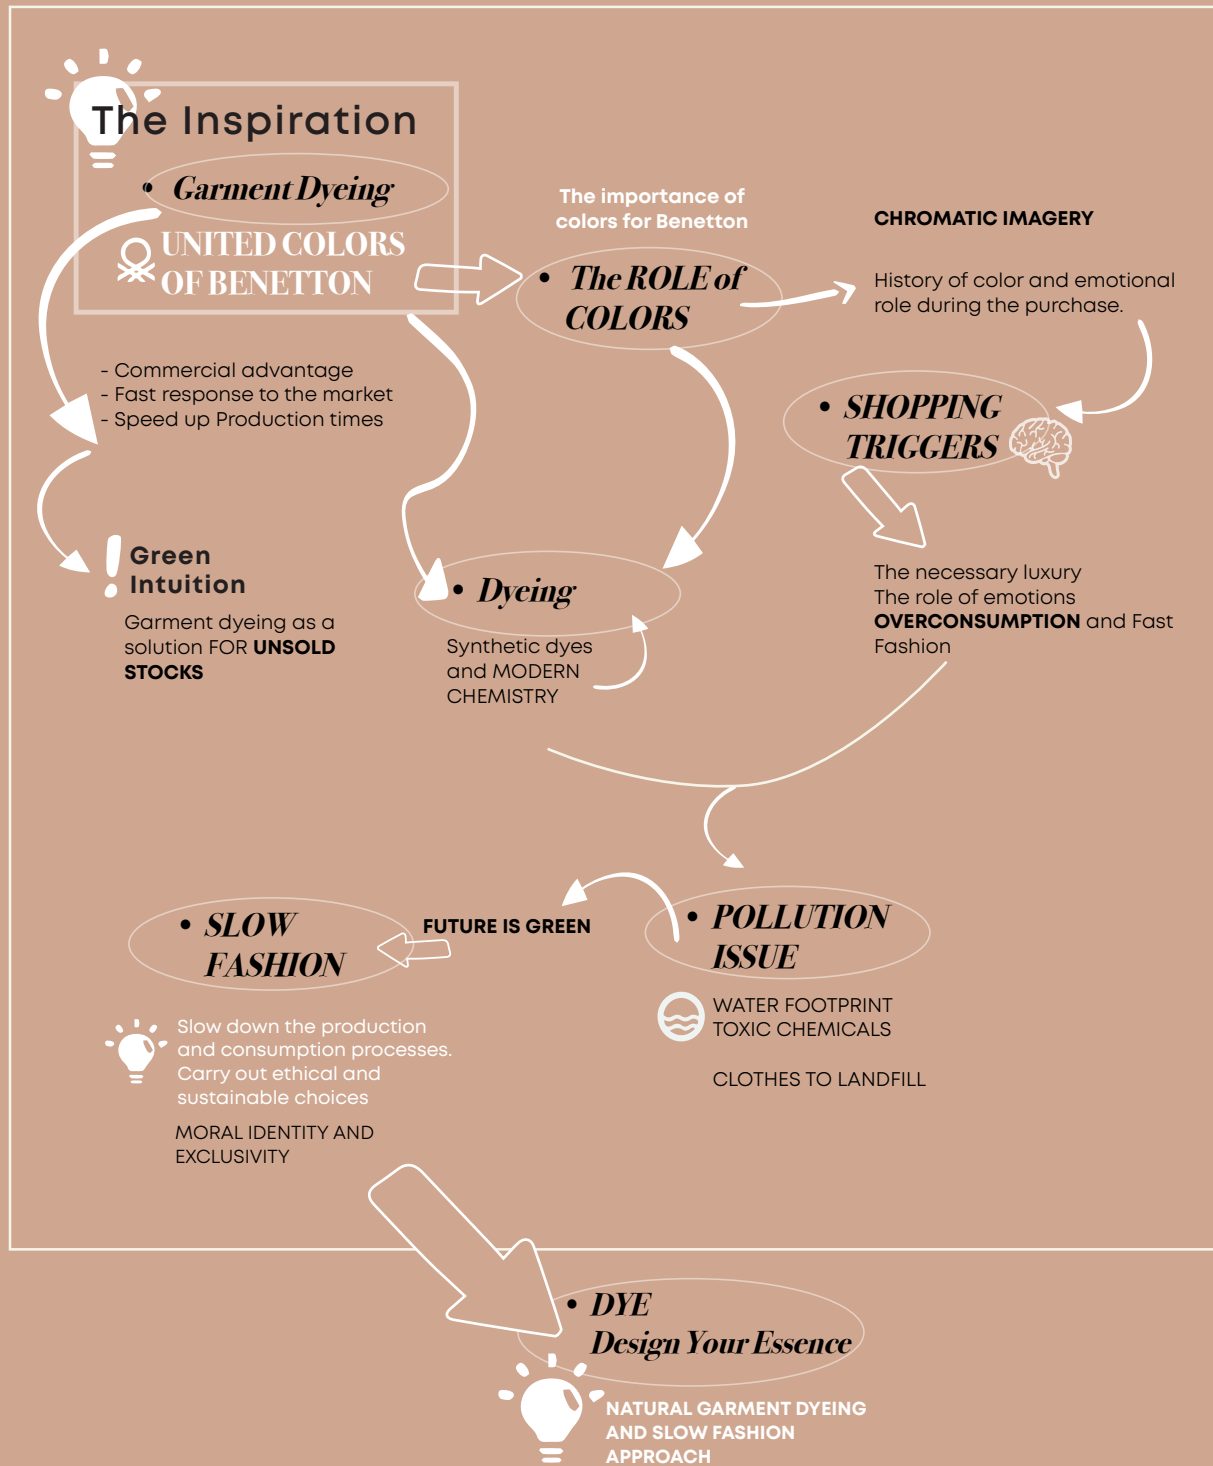 The Inspiration
• Garment Dyeing
UNITED COLORS
OF BENETTON
- Commercial advantage
- Fast response to the market
- Speed up Production times
Green
Intuition
Garment dyeing as a
solution FOR UNSOLD
STOCKS
The importance of
colors for Benetton
• The ROLE of
COLORS
CHROMATIC IMAGERY
History of color and emotional
role during the purchase.
• SHOPPING
TRIGGERS
The necessary luxury
The role of emotions
OVERCONSUMPTION and Fast
Fashion
• Dyeing
Synthetic dyes
and MODERN
CHEMISTRY
• POLLUTION
ISSUE
WATER FOOTPRINT
TOXIC CHEMICALS
CLOTHES TO LANDFILL
FUTURE IS GREEN
• SLOW
FASHION
Slow down the production
and consumption processes.
Carry out ethical and
sustainable choices
MORAL IDENTITY AND
EXCLUSIVITY
• DYE
Design Your Essence
NATURAL GARMENT DYEING
AND SLOW FASHION
APPROACH